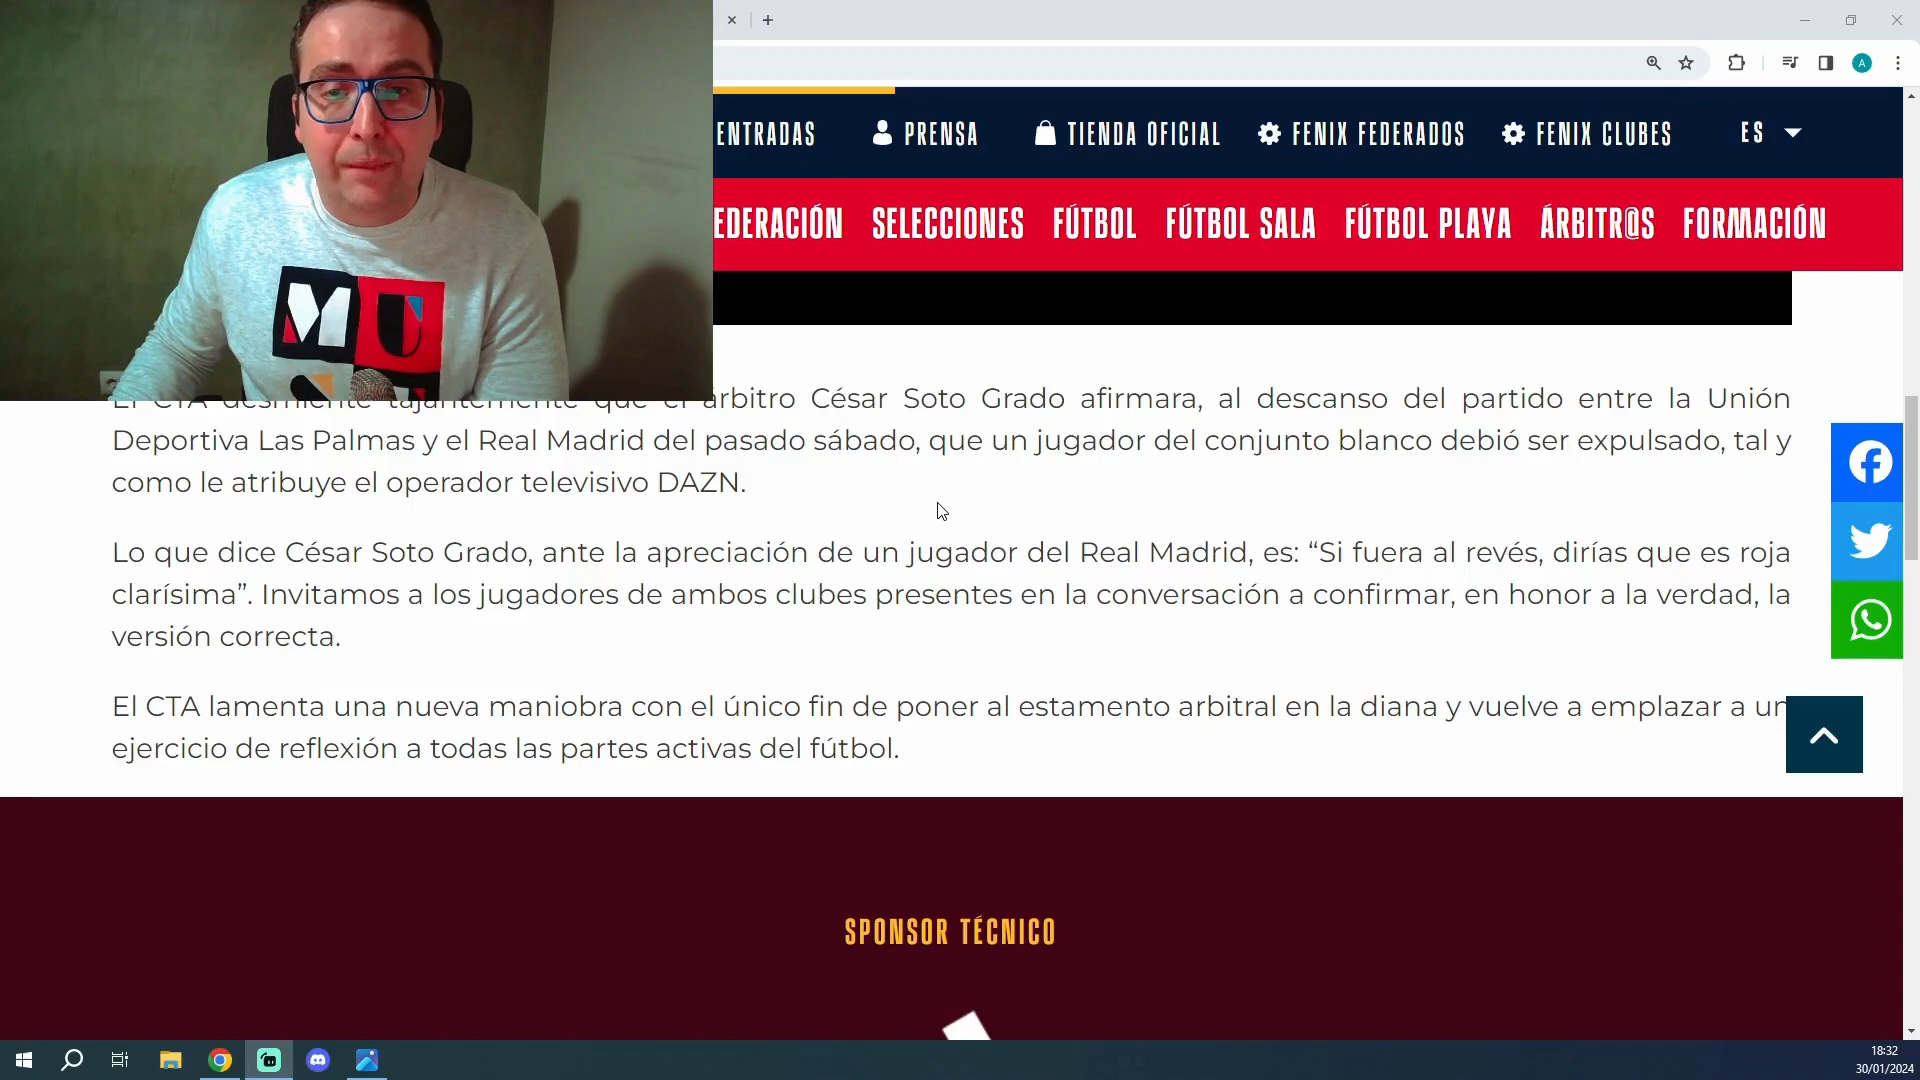 ENTRADAS PRENSA TIENDA OFICIAL FENIX FEDERADOS FENIX CLUBES ES
A
EDERACIÓN SELECCIONES FÚTBOL FÚTBOL SALA FÚTBOL PLAYA ÁRBITR@S FORMACIÓN
MU
El CTA desmiente tajantemente que el árbitro César Soto Grado afirmara, al descanso del partido entre la Unión
Deportiva Las Palmas y el Real Madrid del pasado sábado, que un jugador del conjunto blanco debió ser expulsado, tal y
como le atribuye el operador televisivo DAZN.
Lo que dice César Soto Grado, ante la apreciación de un jugador del Real Madrid, es: “Si fuera al revés, dirías que es roja
clarísima”. Invitamos a los jugadores de ambos clubes presentes en la conversación a confirmar, en honor a la verdad, la
versión correcta.
El CTA lamenta una nueva maniobra con el único fin de poner al estamento arbitral en la diana y vuelve a emplazar a un
ejercicio de reflexión a todas las partes activas del fútbol.
SPONSOR TÉCNICO
18:32
30/01/2024